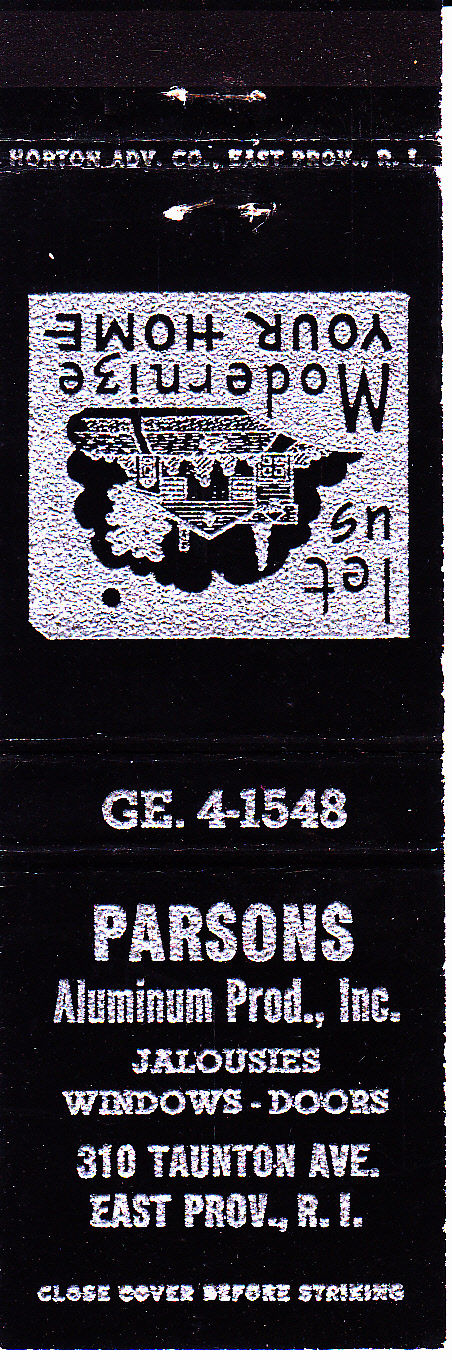 HORTON ADV. CO., EAST PROV., R. I.
let
us
Modernize
YOUR HOME
GE. 4-1548
PARSONS
Aluminum Prod., Inc.
JALOUSIES
WINDOWS - DOORS
310 TAUNTON AVE.
EAST PROV., R. I.
CLOSE COVER BEFORE STRIKING